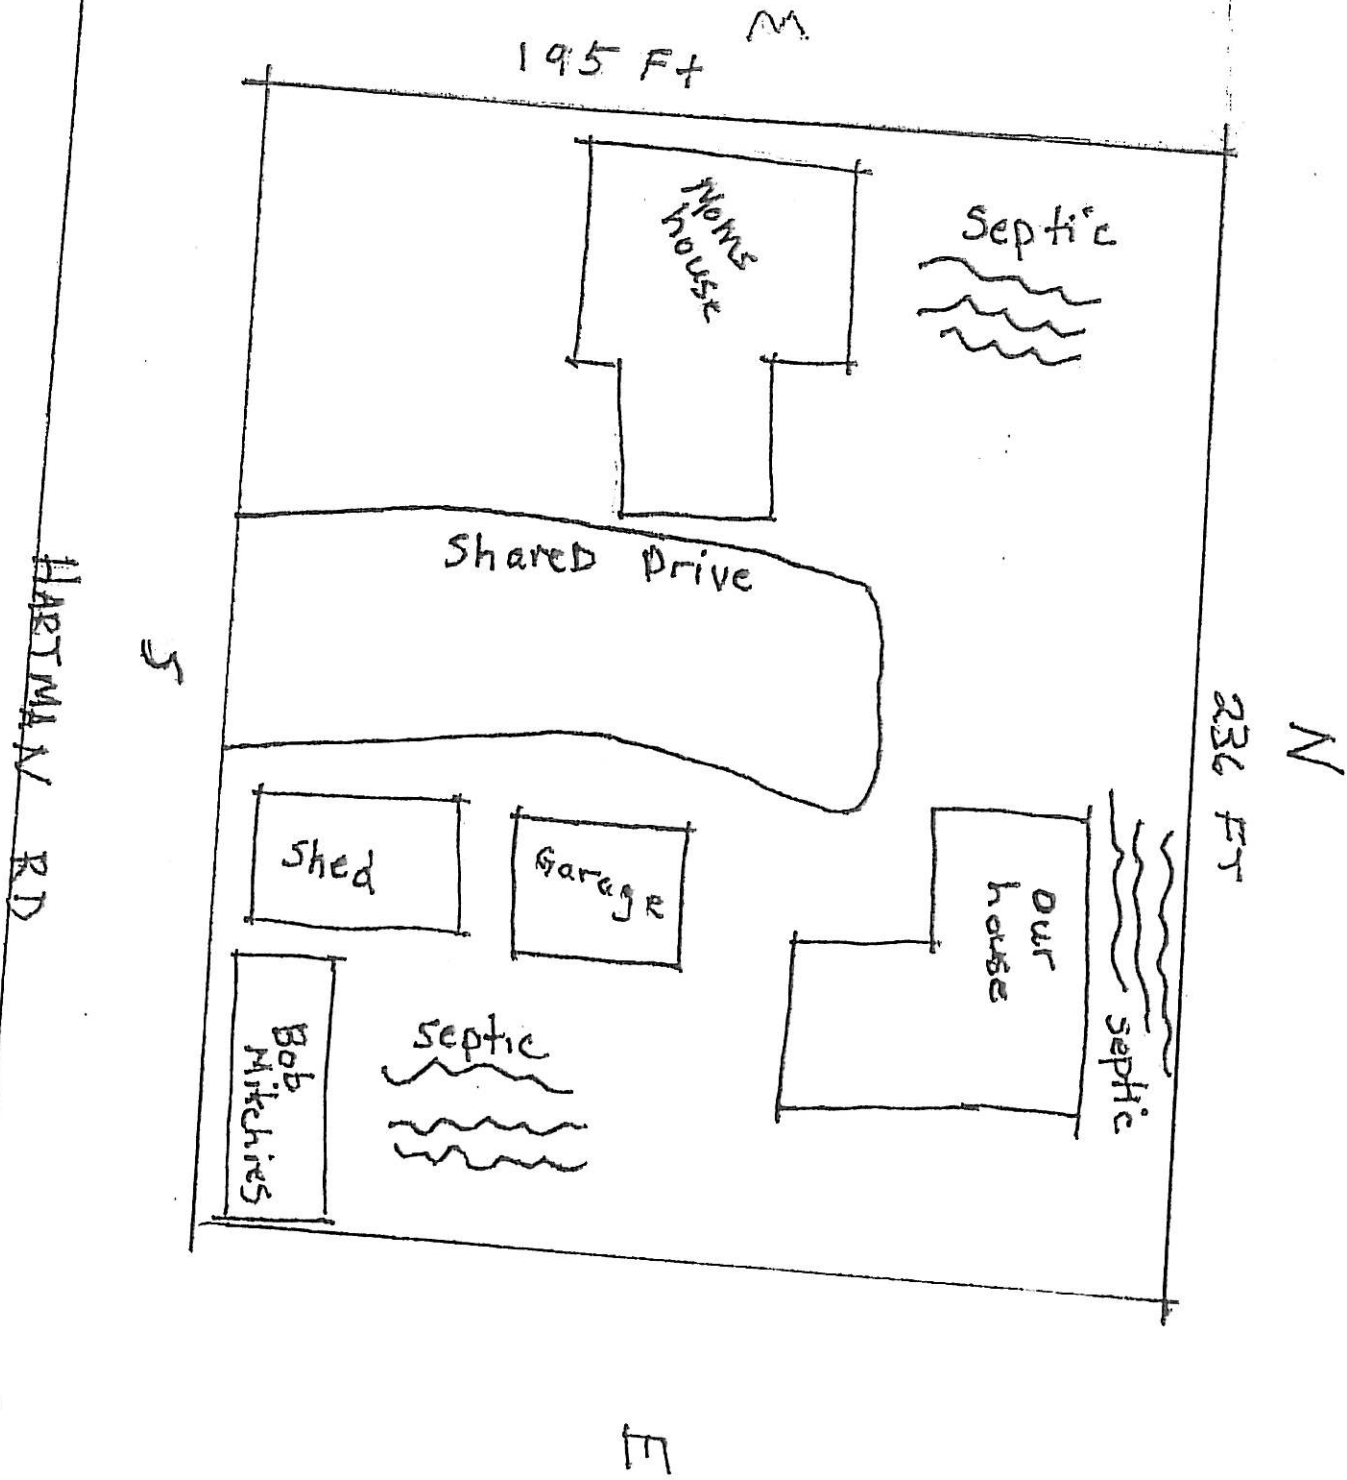 W
195 Ft
Moms
house
Septic
Shared Drive
N
236 FT
S
HARTMAN RD
Shed
Garage
our
house
septic
septic
Bob
Mitchies
E